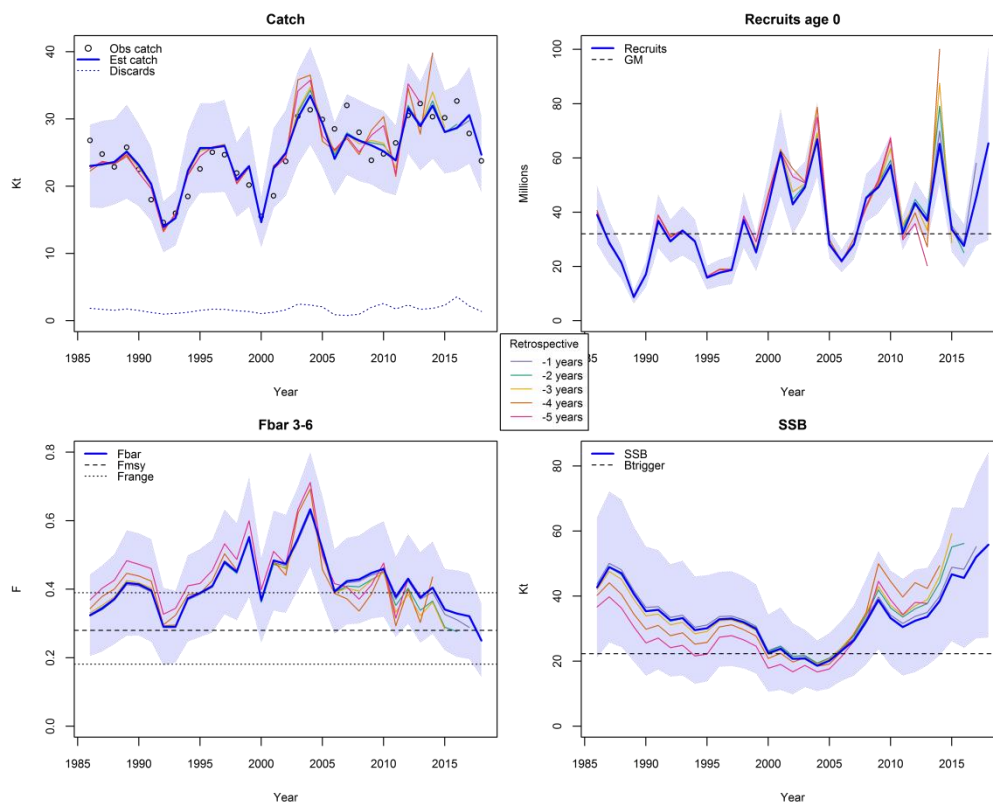 Catch
Obs catch
Est catch
Discards
Kt
0
10
20
30
40
1985 1990 1995 2000 2005 2010 2015
Year
Recruits age 0
Recruits
GM
Millions
0
20
40
60
80
100
1985 1990 1995 2000 2005 2010 2015
Year
Retrospective
-1 years
-2 years
-3 years
-4 years
-5 years
Fbar 3-6
Fbar
Fmsy
Frange
F
0.0
0.2
0.4
0.6
0.8
1985 1990 1995 2000 2005 2010 2015
Year
SSB
SSB
Btrigger
Kt
0
20
40
60
80
1985 1990 1995 2000 2005 2010 2015
Year